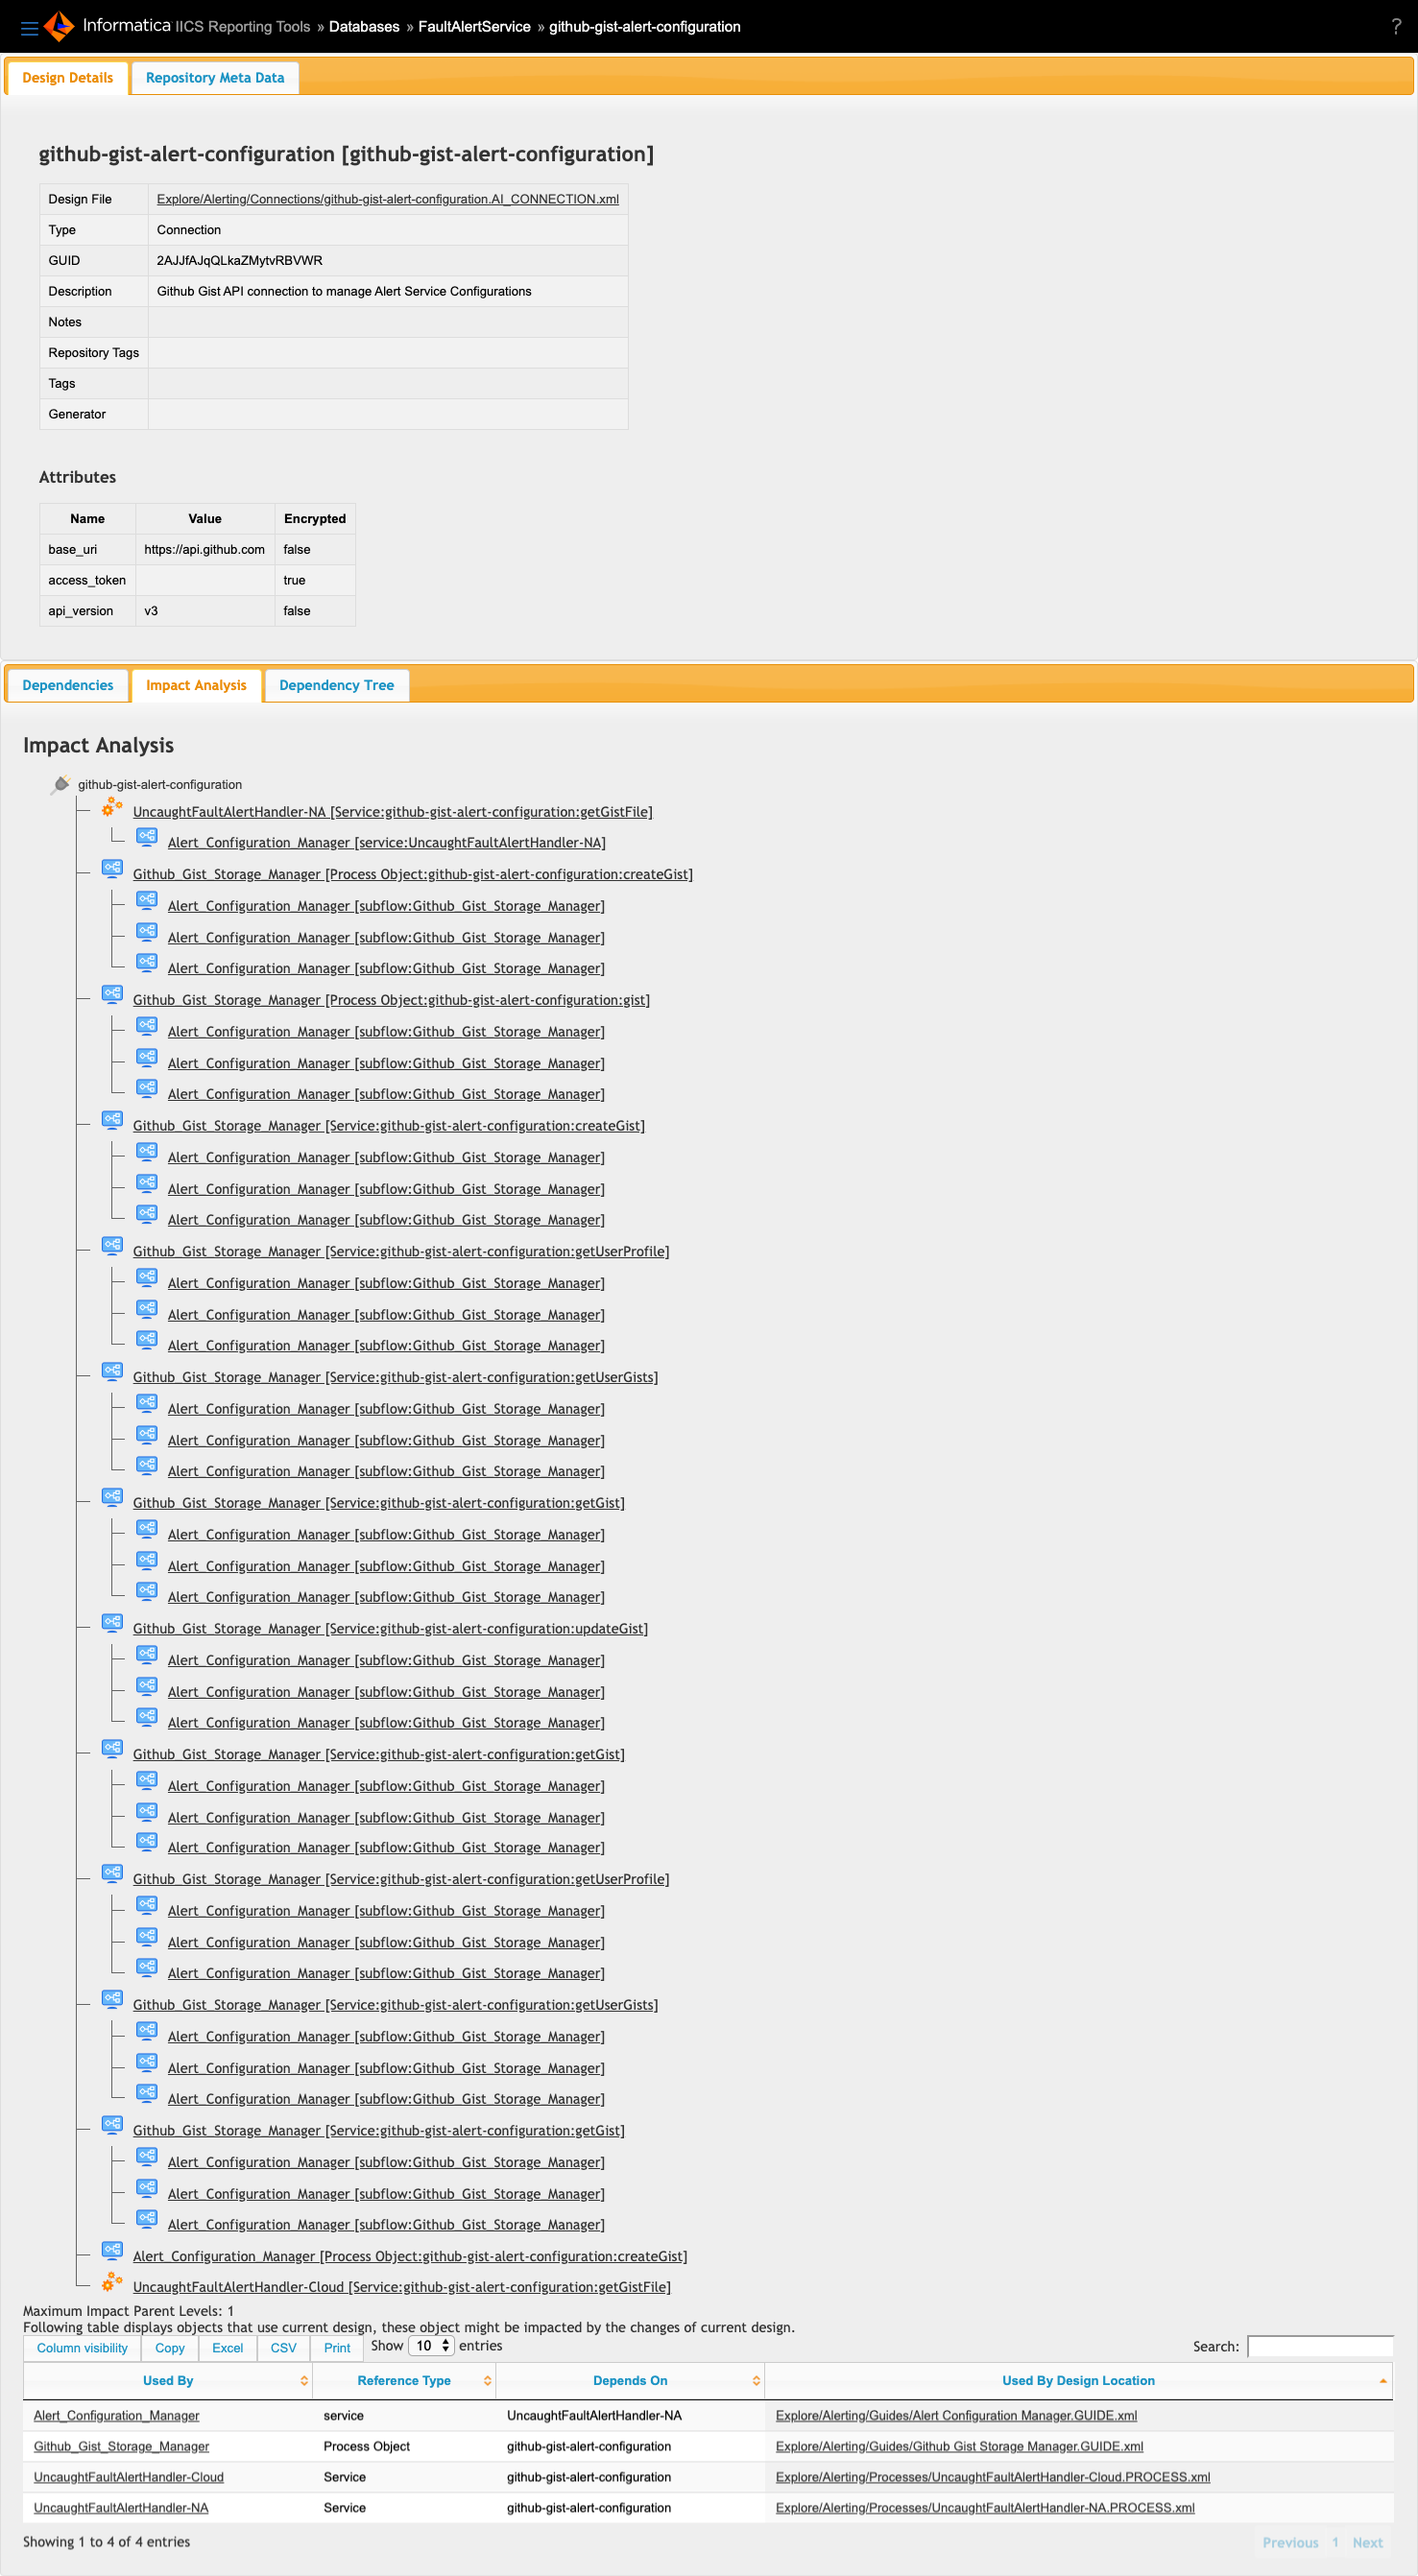 Informatica IICS Reporting Tools » Databases » FaultAlertService » github-gist-alert-configuration ?
Design Details Repository Meta Data
github-gist-alert-configuration [github-gist-alert-configuration]
Design File Explore/Alerting/Connections/github-gist-alert-configuration.AI_CONNECTION.xml
Type Connection
GUID 2AJJfAJqQLkaZMytvRBVWR
Description Github Gist API connection to manage Alert Service Configurations
Notes
Repository Tags
Tags
Generator
Attributes
Name Value Encrypted
base_uri https://api.github.com false
access_token true
api_version v3 false
Dependencies Impact Analysis Dependency Tree
Impact Analysis
github-gist-alert-configuration
UncaughtFaultAlertHandler-NA [Service:github-gist-alert-configuration:getGistFile]
Alert_Configuration_Manager [service:UncaughtFaultAlertHandler-NA]
Github_Gist_Storage_Manager [Process Object:github-gist-alert-configuration:createGist]
Alert_Configuration_Manager [subflow:Github_Gist_Storage_Manager]
Alert_Configuration_Manager [subflow:Github_Gist_Storage_Manager]
Alert_Configuration_Manager [subflow:Github_Gist_Storage_Manager]
Github_Gist_Storage_Manager [Process Object:github-gist-alert-configuration:gist]
Alert_Configuration_Manager [subflow:Github_Gist_Storage_Manager]
Alert_Configuration_Manager [subflow:Github_Gist_Storage_Manager]
Alert_Configuration_Manager [subflow:Github_Gist_Storage_Manager]
Github_Gist_Storage_Manager [Service:github-gist-alert-configuration:createGist]
Alert_Configuration_Manager [subflow:Github_Gist_Storage_Manager]
Alert_Configuration_Manager [subflow:Github_Gist_Storage_Manager]
Alert_Configuration_Manager [subflow:Github_Gist_Storage_Manager]
Github_Gist_Storage_Manager [Service:github-gist-alert-configuration:getUserProfile]
Alert_Configuration_Manager [subflow:Github_Gist_Storage_Manager]
Alert_Configuration_Manager [subflow:Github_Gist_Storage_Manager]
Alert_Configuration_Manager [subflow:Github_Gist_Storage_Manager]
Github_Gist_Storage_Manager [Service:github-gist-alert-configuration:getUserGists]
Alert_Configuration_Manager [subflow:Github_Gist_Storage_Manager]
Alert_Configuration_Manager [subflow:Github_Gist_Storage_Manager]
Alert_Configuration_Manager [subflow:Github_Gist_Storage_Manager]
Github_Gist_Storage_Manager [Service:github-gist-alert-configuration:getGist]
Alert_Configuration_Manager [subflow:Github_Gist_Storage_Manager]
Alert_Configuration_Manager [subflow:Github_Gist_Storage_Manager]
Alert_Configuration_Manager [subflow:Github_Gist_Storage_Manager]
Github_Gist_Storage_Manager [Service:github-gist-alert-configuration:updateGist]
Alert_Configuration_Manager [subflow:Github_Gist_Storage_Manager]
Alert_Configuration_Manager [subflow:Github_Gist_Storage_Manager]
Alert_Configuration_Manager [subflow:Github_Gist_Storage_Manager]
Github_Gist_Storage_Manager [Service:github-gist-alert-configuration:getGist]
Alert_Configuration_Manager [subflow:Github_Gist_Storage_Manager]
Alert_Configuration_Manager [subflow:Github_Gist_Storage_Manager]
Alert_Configuration_Manager [subflow:Github_Gist_Storage_Manager]
Github_Gist_Storage_Manager [Service:github-gist-alert-configuration:getUserProfile]
Alert_Configuration_Manager [subflow:Github_Gist_Storage_Manager]
Alert_Configuration_Manager [subflow:Github_Gist_Storage_Manager]
Alert_Configuration_Manager [subflow:Github_Gist_Storage_Manager]
Github_Gist_Storage_Manager [Service:github-gist-alert-configuration:getUserGists]
Alert_Configuration_Manager [subflow:Github_Gist_Storage_Manager]
Alert_Configuration_Manager [subflow:Github_Gist_Storage_Manager]
Alert_Configuration_Manager [subflow:Github_Gist_Storage_Manager]
Github_Gist_Storage_Manager [Service:github-gist-alert-configuration:getGist]
Alert_Configuration_Manager [subflow:Github_Gist_Storage_Manager]
Alert_Configuration_Manager [subflow:Github_Gist_Storage_Manager]
Alert_Configuration_Manager [subflow:Github_Gist_Storage_Manager]
Alert_Configuration_Manager [Process Object:github-gist-alert-configuration:createGist]
UncaughtFaultAlertHandler-Cloud [Service:github-gist-alert-configuration:getGistFile]
Maximum Impact Parent Levels: 1
Following table displays objects that use current design, these object might be impacted by the changes of current design.
Column visibility Copy Excel CSV Print Show 10 entries Search:
Used By Reference Type Depends On Used By Design Location
Alert_Configuration_Manager service UncaughtFaultAlertHandler-NA Explore/Alerting/Guides/Alert Configuration Manager.GUIDE.xml
Github_Gist_Storage_Manager Process Object github-gist-alert-configuration Explore/Alerting/Guides/Github Gist Storage Manager.GUIDE.xml
UncaughtFaultAlertHandler-Cloud Service github-gist-alert-configuration Explore/Alerting/Processes/UncaughtFaultAlertHandler-Cloud.PROCESS.xml
UncaughtFaultAlertHandler-NA Service github-gist-alert-configuration Explore/Alerting/Processes/UncaughtFaultAlertHandler-NA.PROCESS.xml
Showing 1 to 4 of 4 entries Previous 1 Next